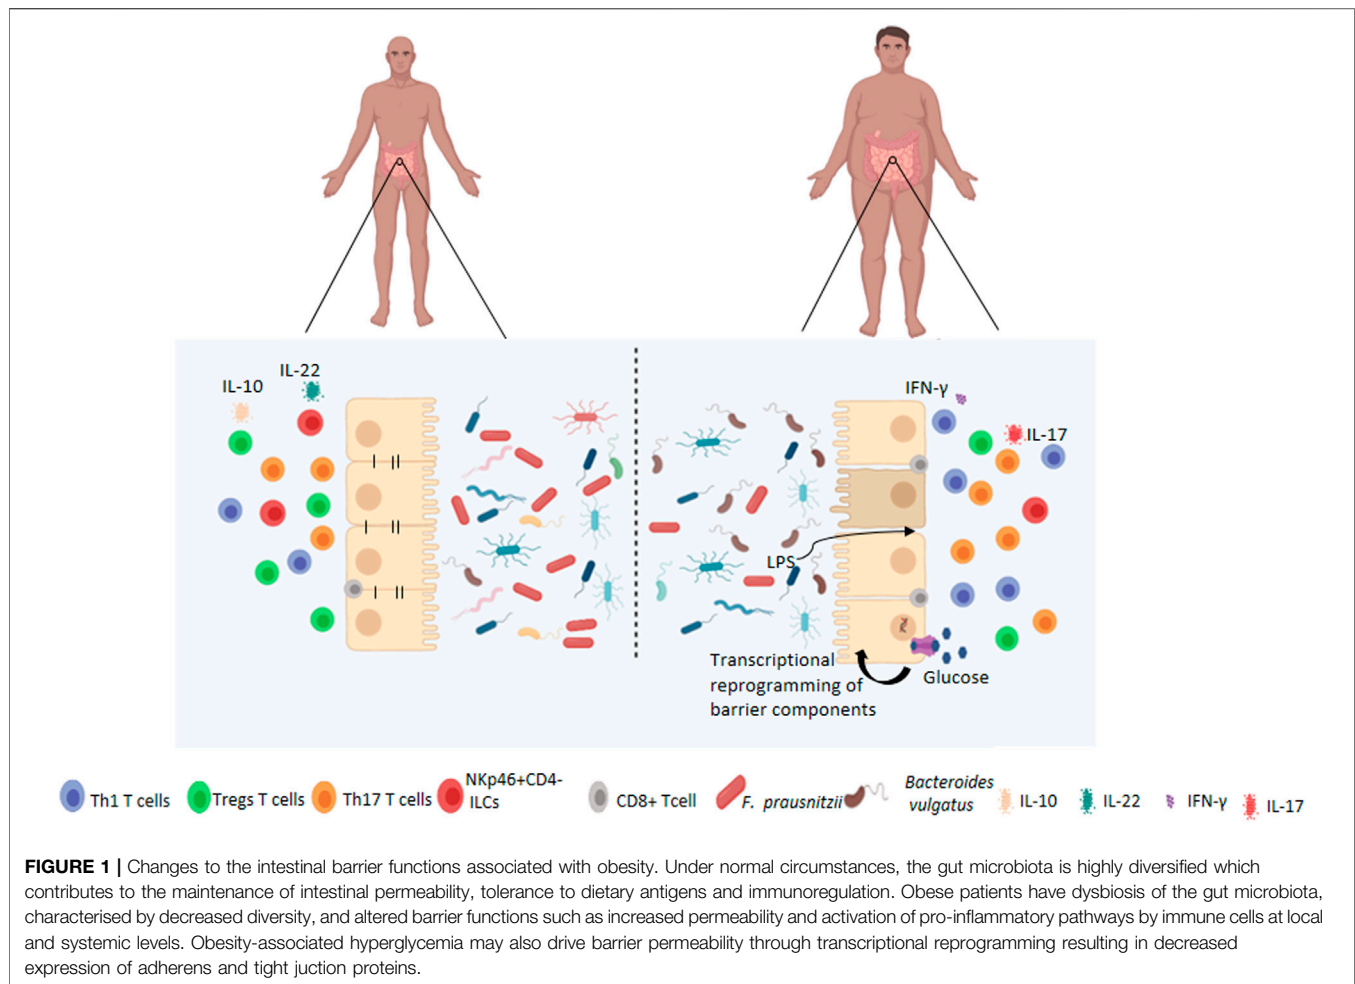 IL-10
IL-22
IFN-γ
IL-17
LPS
Transcriptional
reprogramming of
barrier components
Glucose
Th1 T cells
Tregs T cells
Th17 T cells
NKp46+CD4-
ILCs
CD8+ Tcell
F. prausnitzii
Bacteroides
vulgatus
IL-10
IL-22
IFN-γ
IL-17
FIGURE 1 | Changes to the intestinal barrier functions associated with obesity. Under normal circumstances, the gut microbiota is highly diversified which
contributes to the maintenance of intestinal permeability, tolerance to dietary antigens and immunoregulation. Obese patients have dysbiosis of the gut microbiota,
characterised by decreased diversity, and altered barrier functions such as increased permeability and activation of pro-inflammatory pathways by immune cells at local
and systemic levels. Obesity-associated hyperglycemia may also drive barrier permeability through transcriptional reprogramming resulting in decreased
expression of adherens and tight juction proteins.